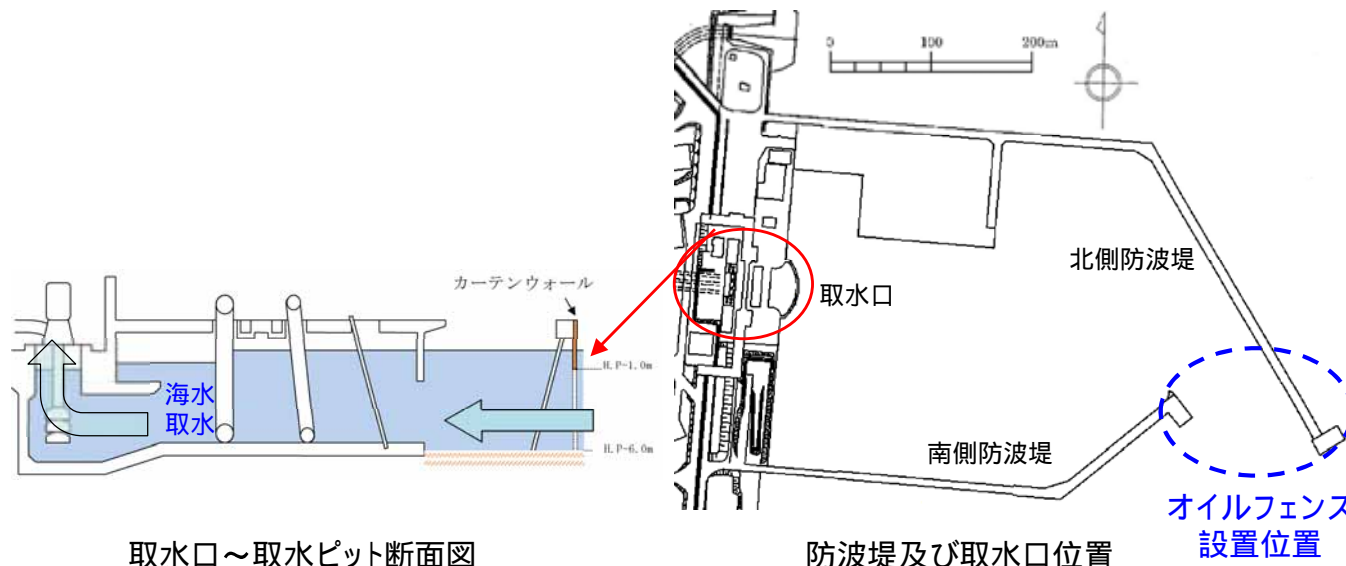 カーテンウォール
H.P-1.0m
海水
取水
H.P-6.0m
取水口～取水ピット断面図
0 100 200m
北側防波堤
取水口
南側防波堤
オイルフェンス
設置位置
防波堤及び取水口位置